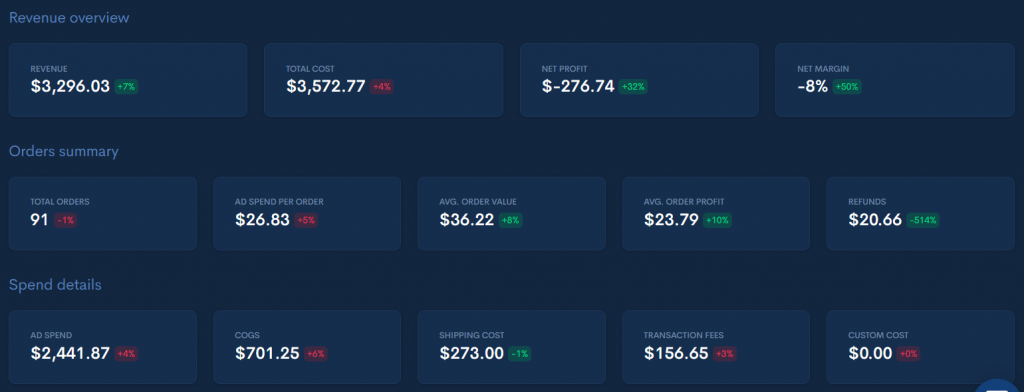 Revenue overview
REVENUE TOTAL COST NET PROFIT NET MARGIN
$3,296.03 +7% $3,572.77 +4% $-276.74 +32% -8% +50%
Orders summary
TOTAL ORDERS AD SPEND PER ORDER AVG. ORDER VALUE AVG. ORDER PROFIT REFUNDS
91 -1% $26.83 +5% $36.22 +8% $23.79 +10% $20.66 -514%
Spend details
AD SPEND COGS SHIPPING COST TRANSACTION FEES CUSTOM COST
$2,441.87 +4% $701.25 +6% $273.00 -1% $156.65 +3% $0.00 +0%